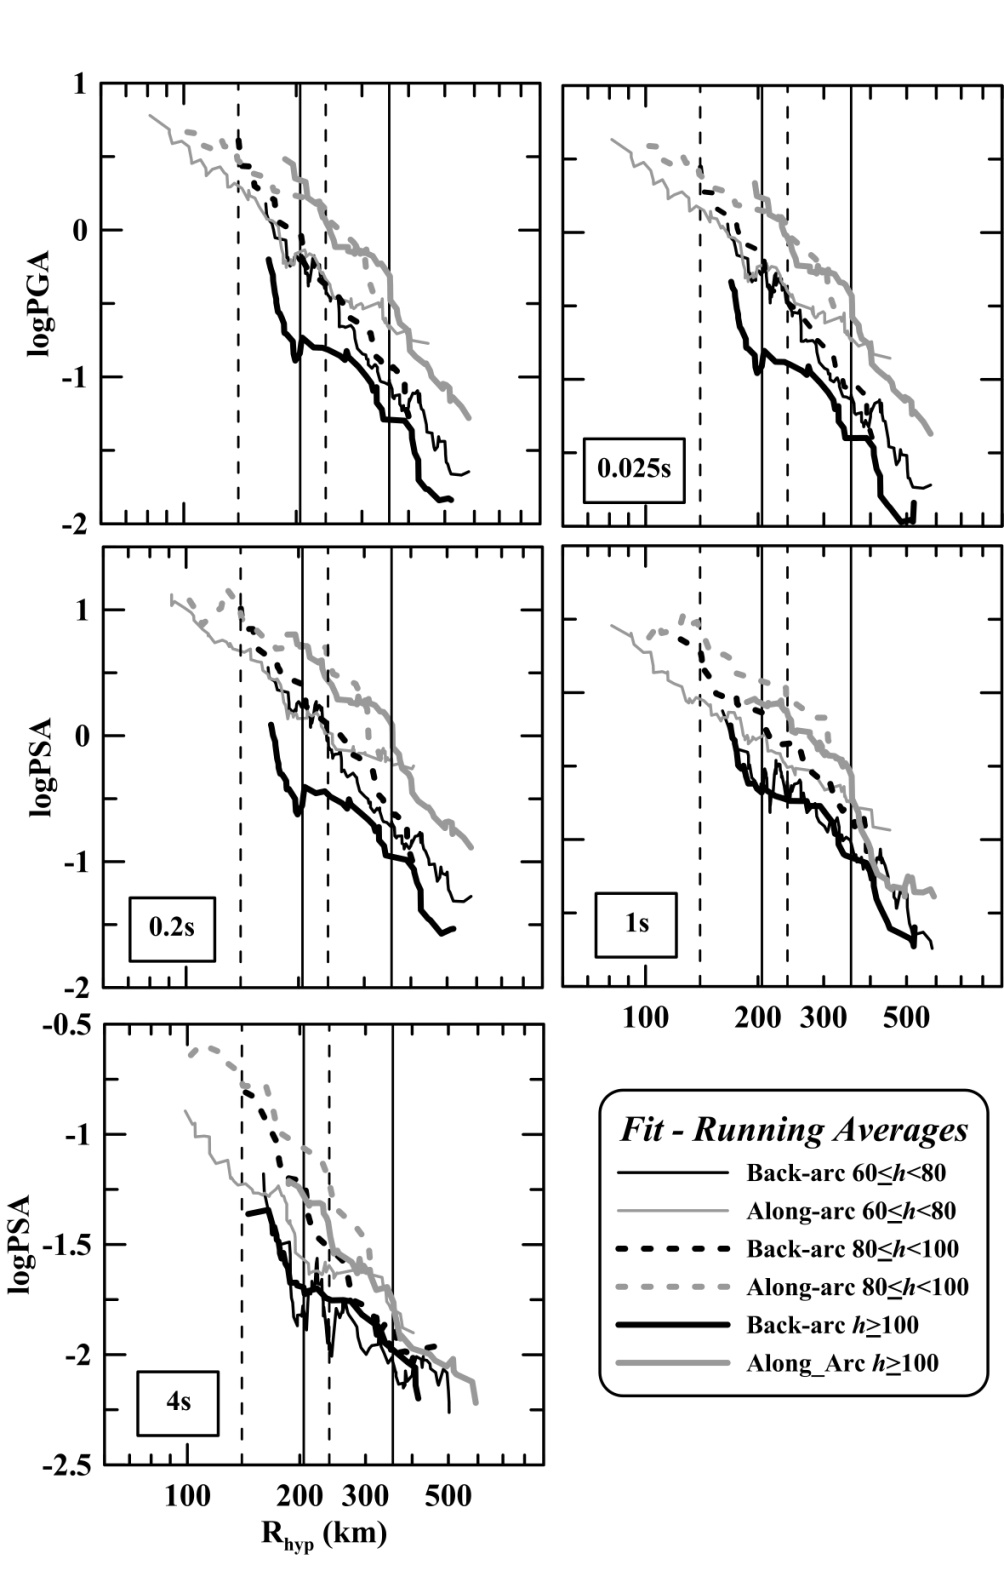 1
0
-1
-2
logPGA
0.025s
1
0
-1
-2
logPSA
0.2s
1s
100 200 300 500
-0.5
-1
-1.5
-2
-2.5
logPSA
4s
100 200 300 500
Rhyp (km)
Fit - Running Averages
Back-arc 60≤h<80
Along-arc 60≤h<80
Back-arc 80≤h<100
Along-arc 80≤h<100
Back-arc h≥100
Along_Arc h≥100